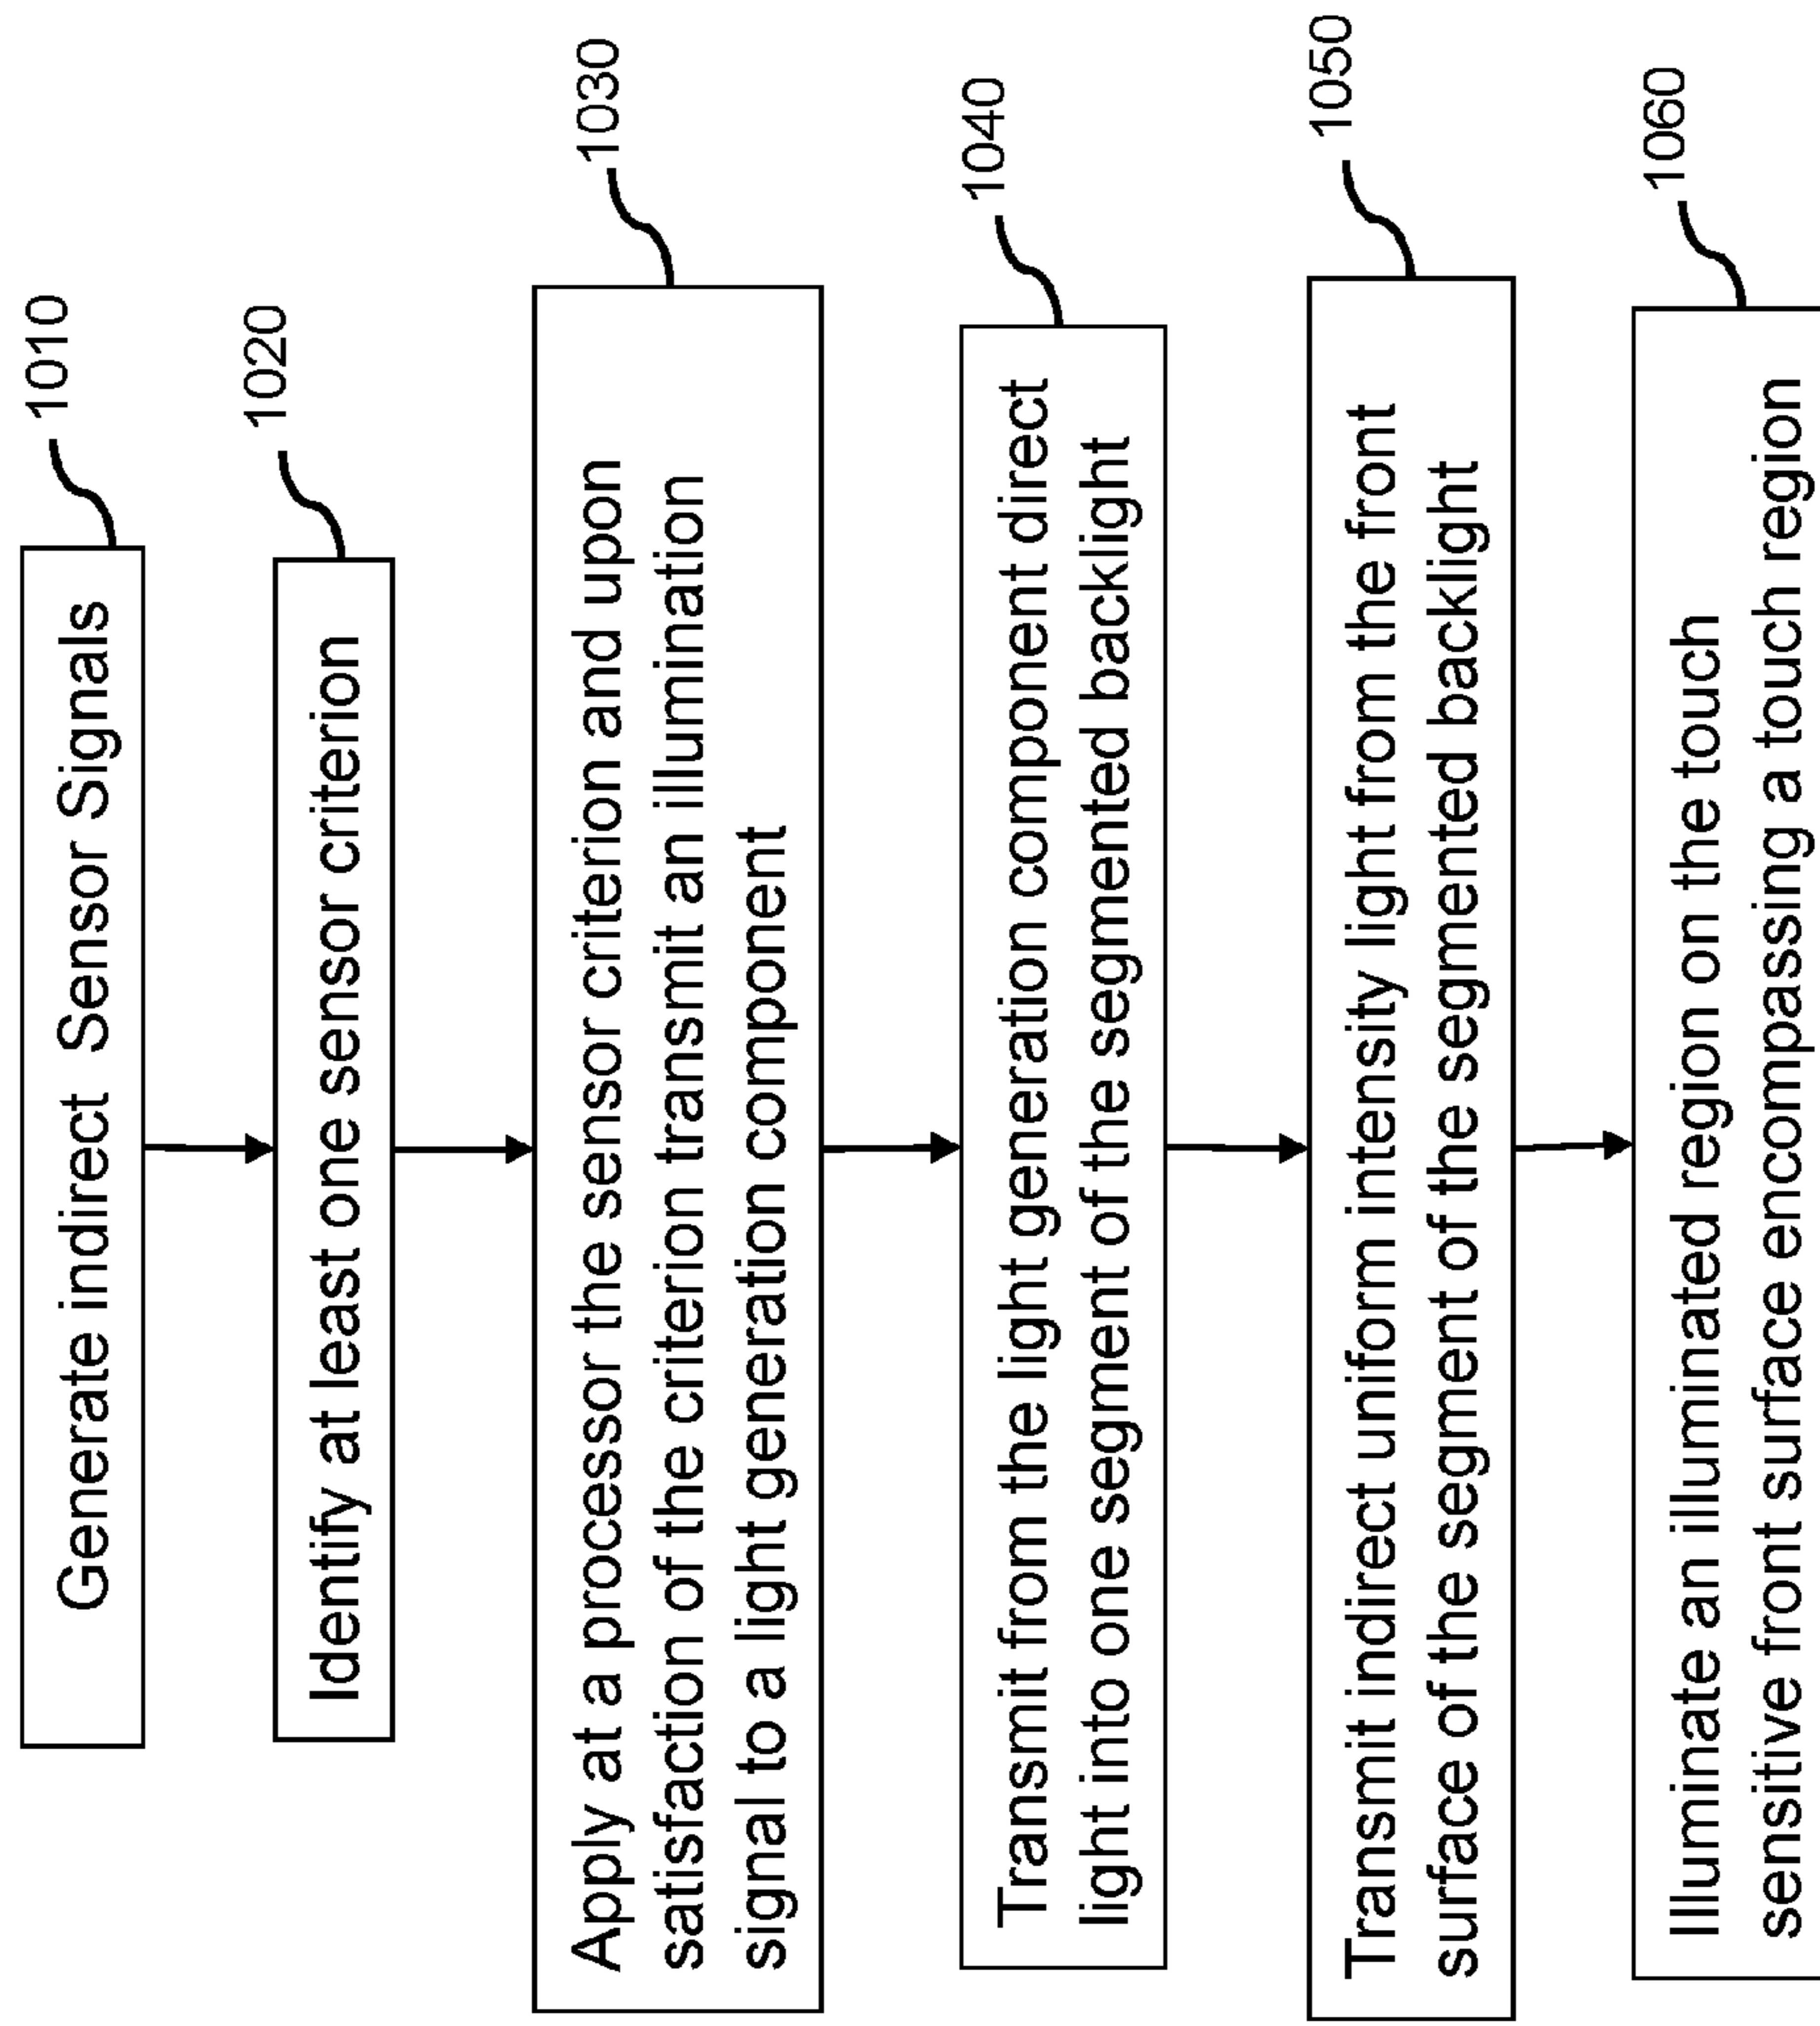 Generate indirect Sensor Signals
1010
Identify at least one sensor criterion
1020
Apply at a processor the sensor criterion and upon
satisfaction of the criterion transmit an illumination
signal to a light generation component
1030
Transmit from the light generation component direct
light into one segment of the segmented backlight
1040
Transmit indirect uniform intensity light from the front
surface of the segment of the segmented backlight
1050
Illuminate an illuminated region on the touch
sensitive front surface encompassing a touch region
1060